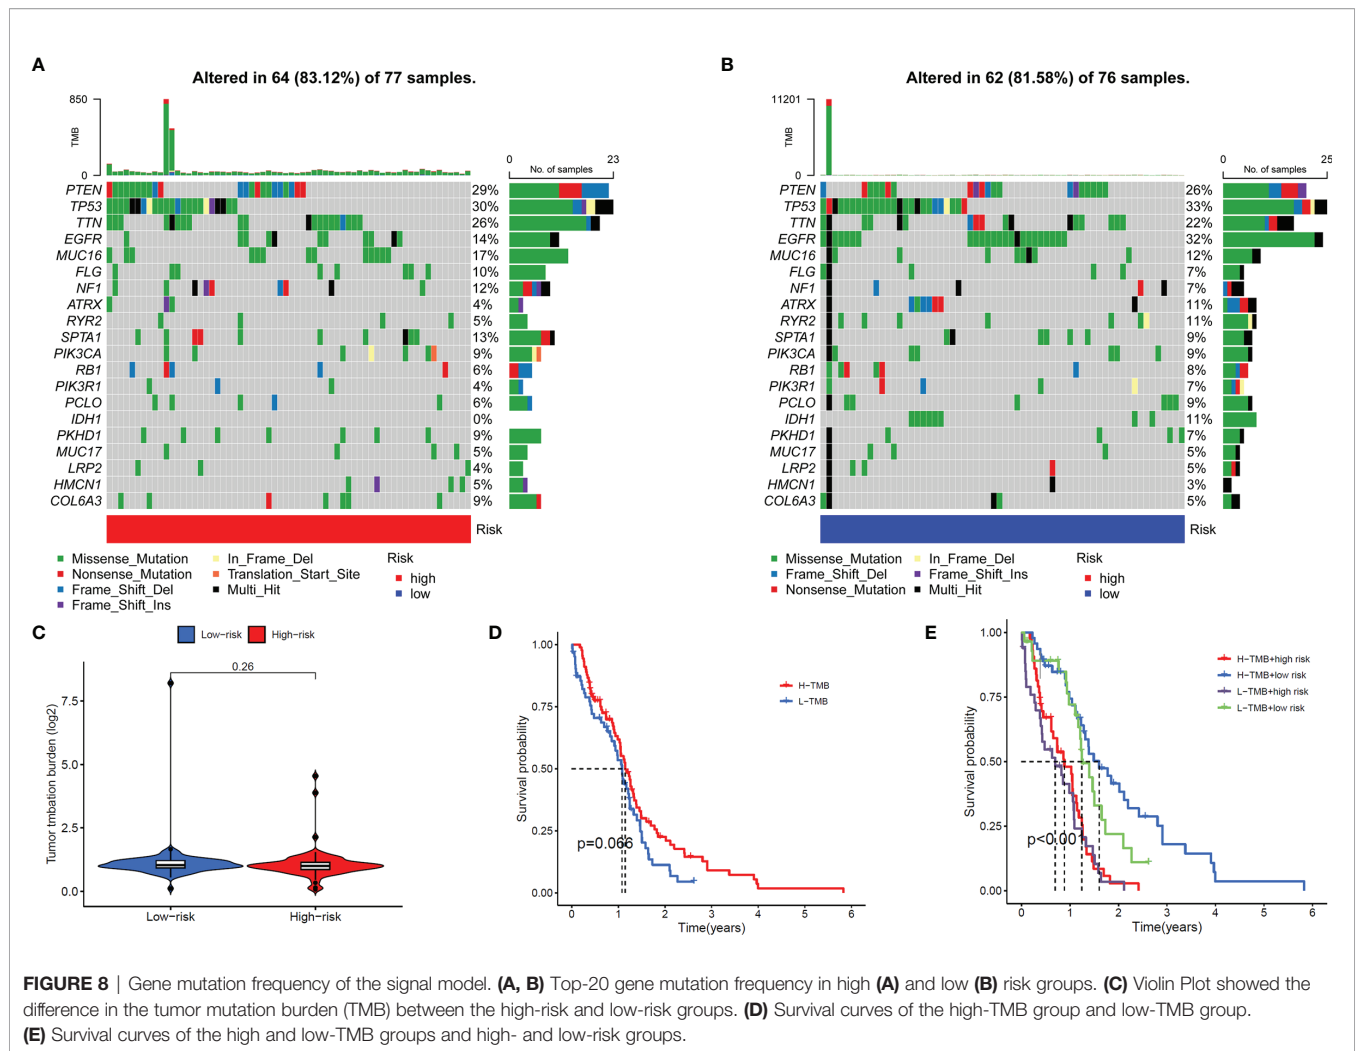 A
Altered in 64 (83.12%) of 77 samples.
850
TMB
0
0 23
No. of samples
PTEN 29%
TP53 30%
TTN 26%
EGFR 14%
MUC16 17%
FLG 10%
NF1 12%
ATRX 4%
RYR2 5%
SPTA1 13%
PIK3CA 9%
RB1 6%
PIK3R1 4%
PCLO 6%
IDH1 0%
PKHD1 9%
MUC17 5%
LRP2 4%
HMCN1 5%
COL6A3 9%
Risk
Missense_Mutation
Nonsense_Mutation
Frame_Shift_Del
Frame_Shift_Ins
In_Frame_Del
Translation_Start_Site
Multi_Hit
Risk
high
low
B
Altered in 62 (81.58%) of 76 samples.
11201
TMB
0
0 25
No. of samples
PTEN 26%
TP53 33%
TTN 22%
EGFR 32%
MUC16 12%
FLG 7%
NF1 7%
ATRX 11%
RYR2 11%
SPTA1 9%
PIK3CA 9%
RB1 8%
PIK3R1 7%
PCLO 9%
IDH1 11%
PKHD1 7%
MUC17 5%
LRP2 5%
HMCN1 3%
COL6A3 5%
Risk
Missense_Mutation
Frame_Shift_Del
Nonsense_Mutation
In_Frame_Del
Frame_Shift_Ins
Multi_Hit
Risk
high
low
C
Low-risk High-risk
0.26
Tumor tmbation burden (log2)
7.5
5.0
2.5
0.0
Low-risk High-risk
D
Survival probability
1.00
0.75
0.50
0.25
0.00
p=0.066
H-TMB
L-TMB
0 1 2 3 4 5 6
Time(years)
E
Survival probability
1.00
0.75
0.50
0.25
0.00
p<0.001
H-TMB+high risk
H-TMB+low risk
L-TMB+high risk
L-TMB+low risk
0 1 2 3 4 5 6
Time(years)
FIGURE 8 | Gene mutation frequency of the signal model. (A, B) Top-20 gene mutation frequency in high (A) and low (B) risk groups. (C) Violin Plot showed the
difference in the tumor mutation burden (TMB) between the high-risk and low-risk groups. (D) Survival curves of the high-TMB group and low-TMB group.
(E) Survival curves of the high and low-TMB groups and high- and low-risk groups.